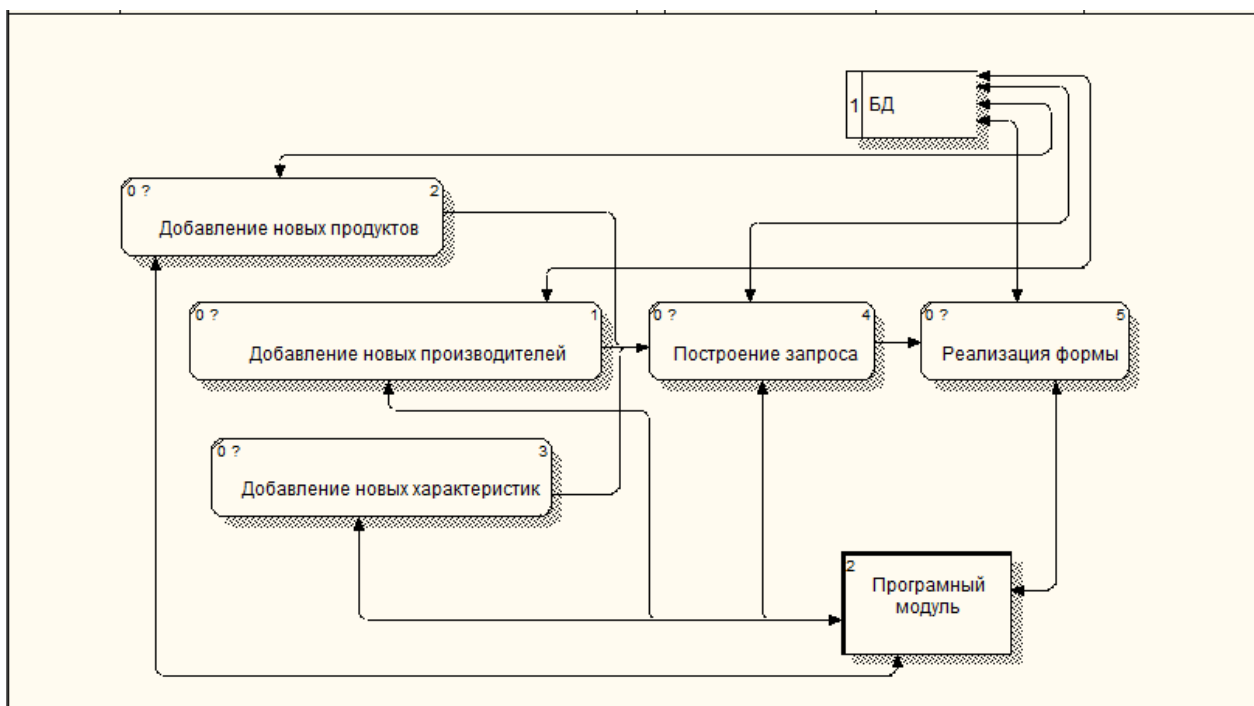 1 БД
0 ? 2
Добавление новых продуктов
0 ? 1
Добавление новых производителей
0 ? 4
Построение запроса
0 ? 5
Реализация формы
0 ? 3
Добавление новых характеристик
2
Програмный
модуль